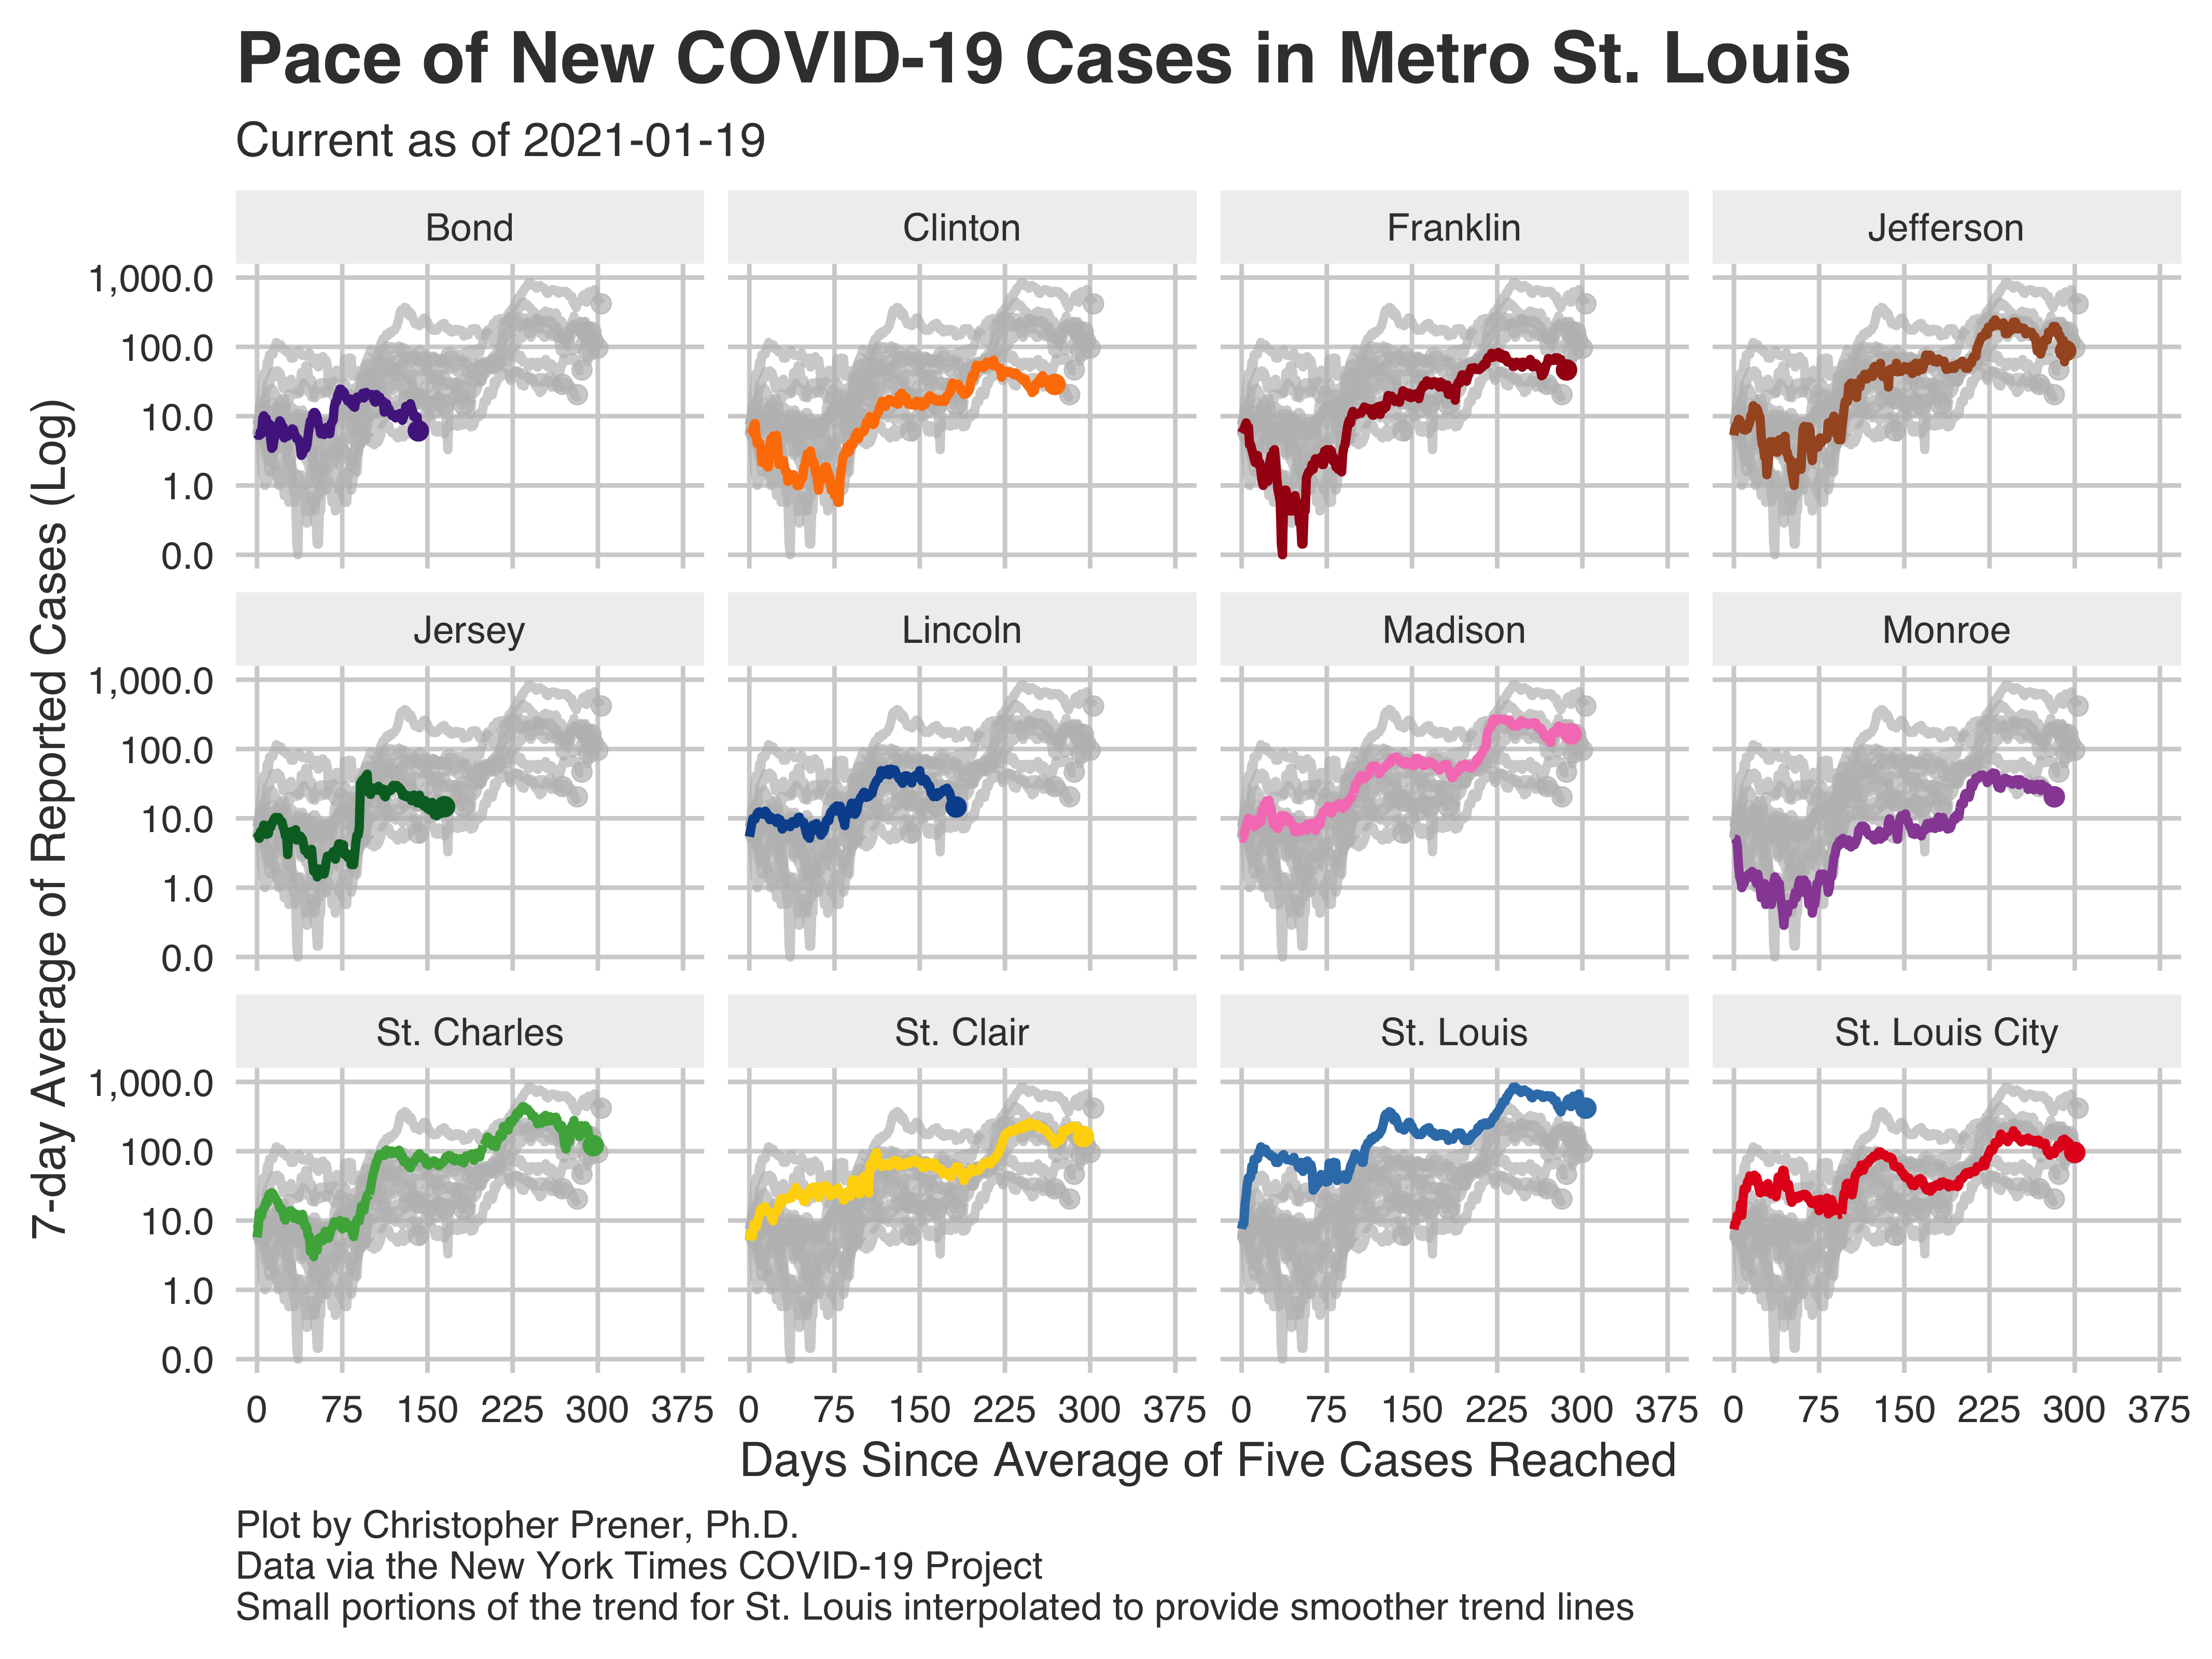 Pace of New COVID-19 Cases in Metro St. Louis
Current as of 2021-01-19
Bond
Clinton
Franklin
Jefferson
1,000.0
100.0
10.0
1.0
0.0
Jersey
Lincoln
Madison
Monroe
1,000.0
100.0
10.0
1.0
0.0
St. Charles
St. Clair
St. Louis
St. Louis City
1,000.0
100.0
10.0
1.0
0.0
7-day Average of Reported Cases (Log)
0 75 150 225 300 375
0 75 150 225 300 375
0 75 150 225 300 375
0 75 150 225 300 375
Days Since Average of Five Cases Reached
Plot by Christopher Prener, Ph.D.
Data via the New York Times COVID-19 Project
Small portions of the trend for St. Louis interpolated to provide smoother trend lines